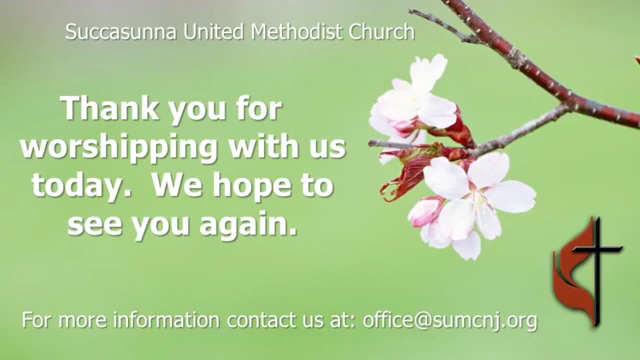 Succasunna United Methodist Church
Thank you for
worshipping with us
today.  We hope to
see you again.
For more information contact us at: office@sumcnj.org